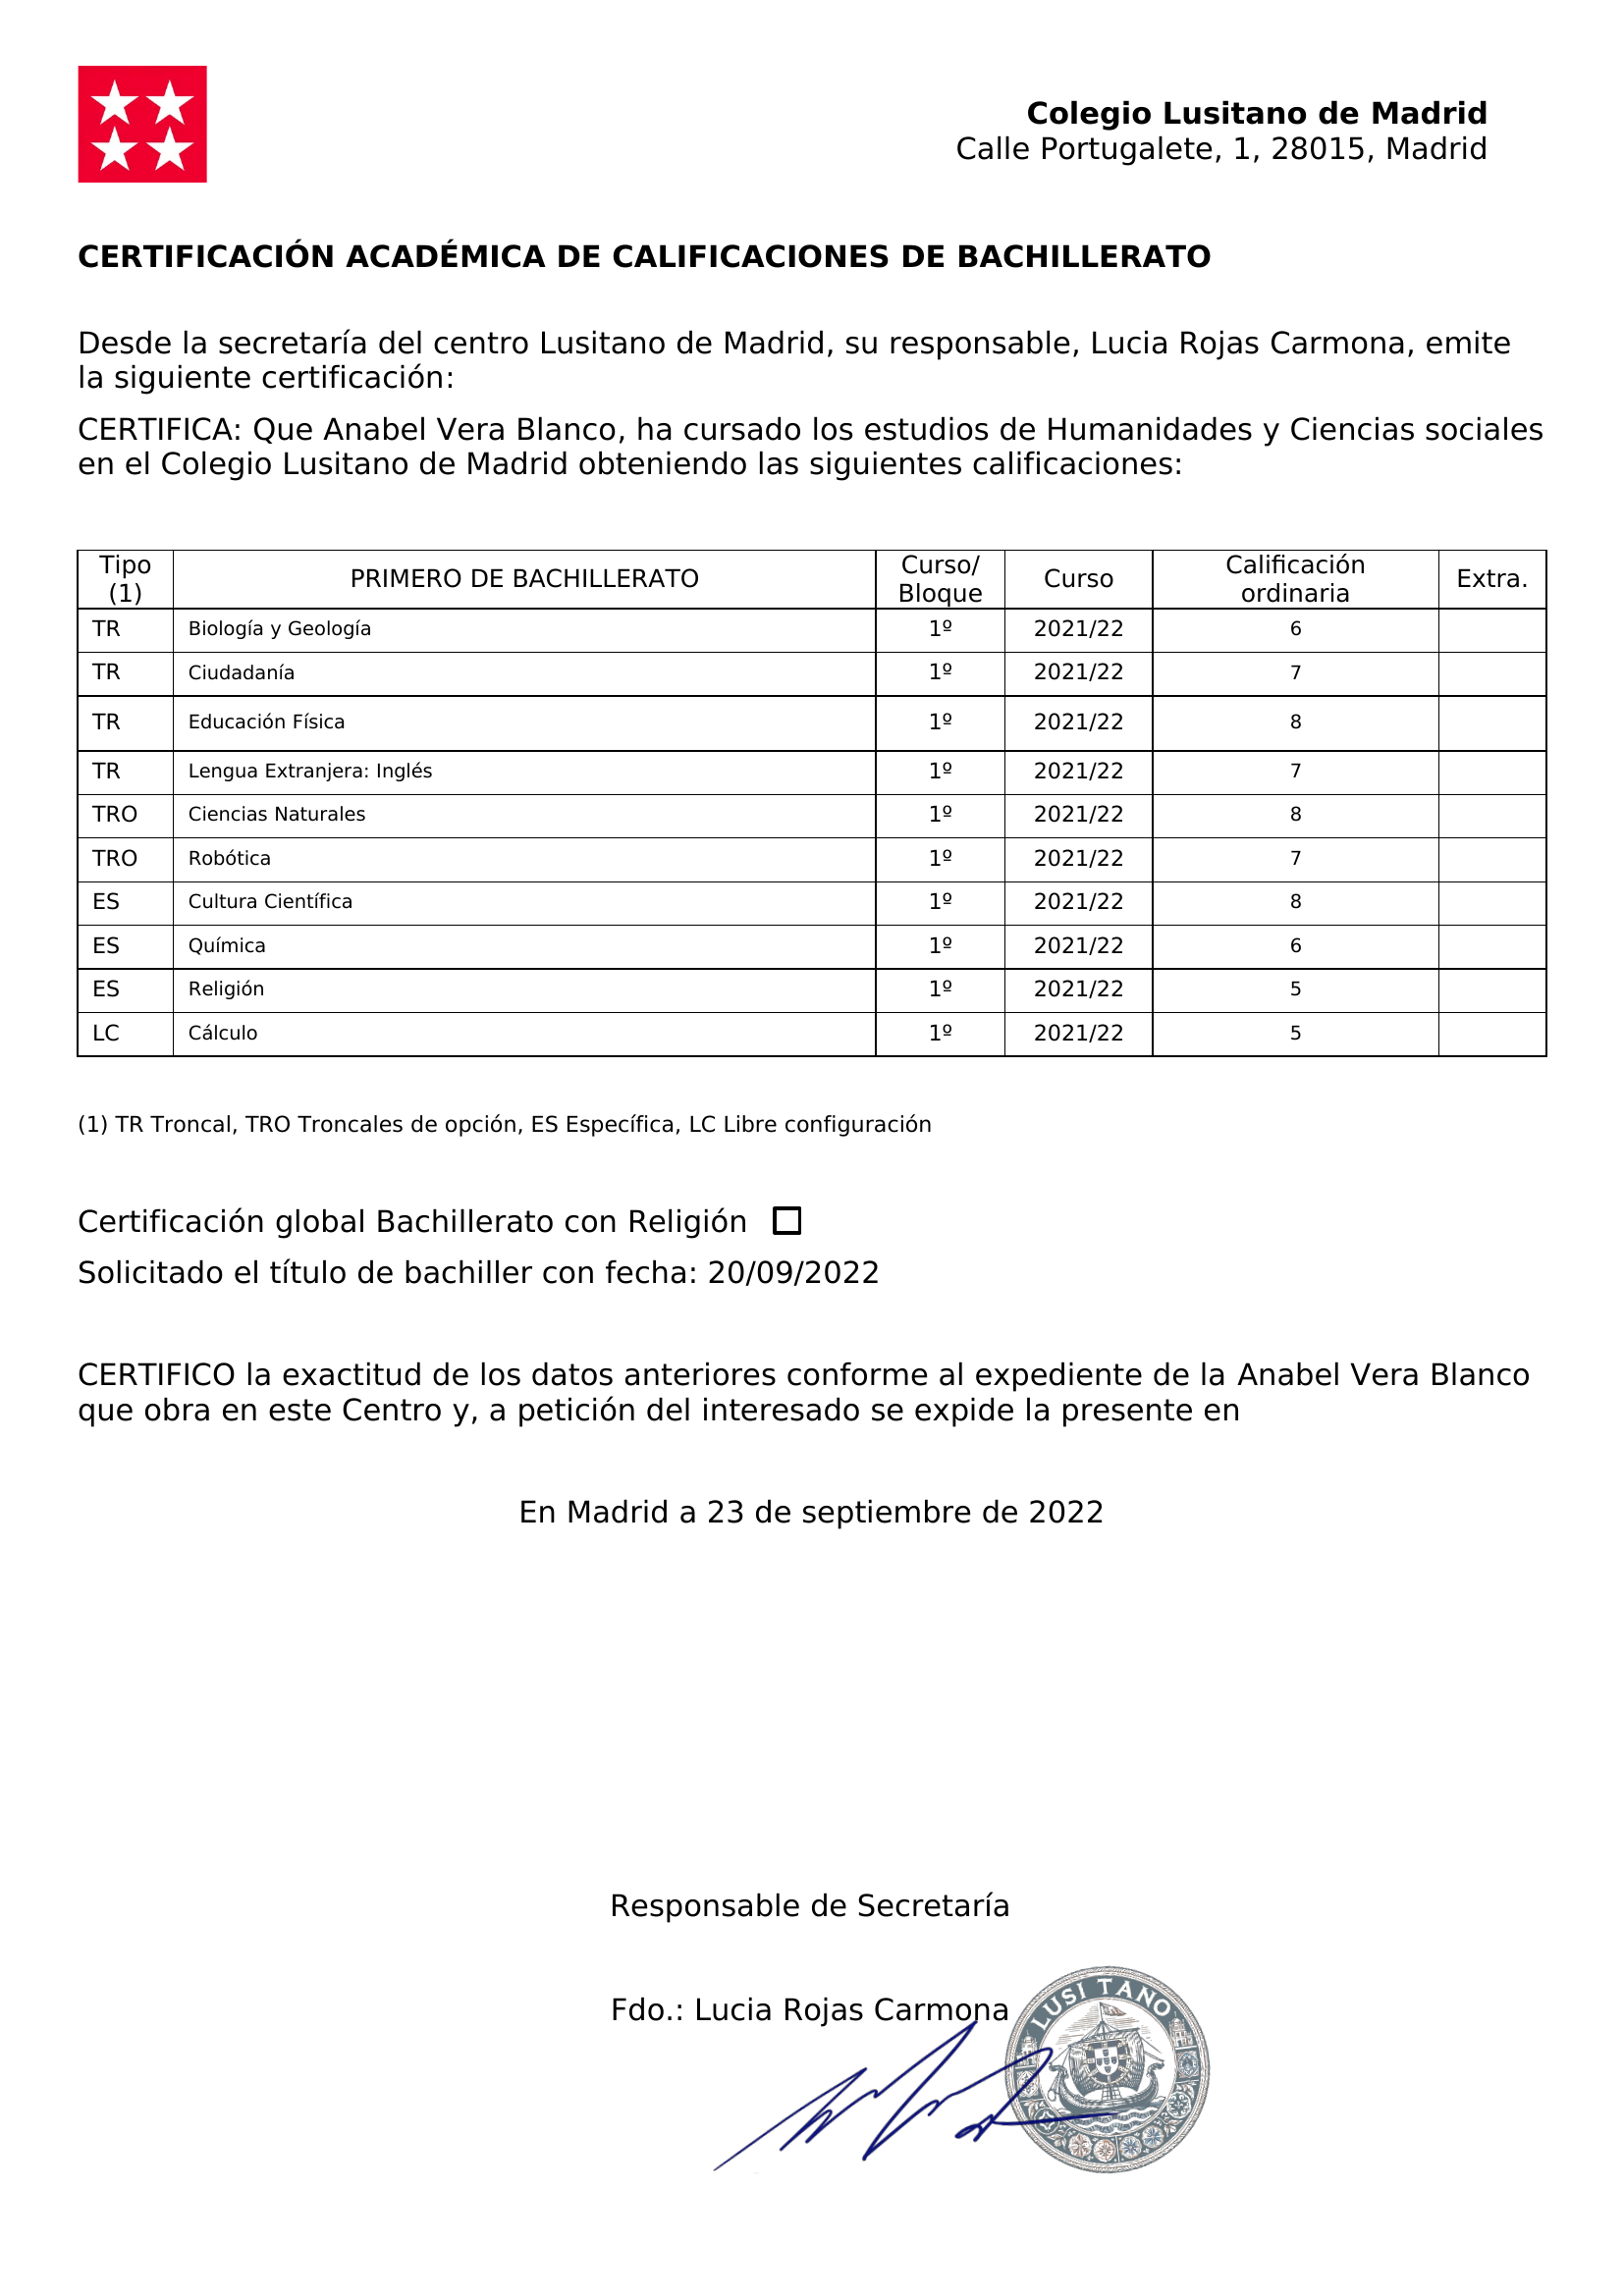 Colegio Lusitano de Madrid
Calle Portugalete, 1, 28015, Madrid
CERTIFICACIÓN ACADÉMICA DE CALIFICACIONES DE BACHILLERATO
Desde la secretaría del centro Lusitano de Madrid, su responsable, Lucia Rojas Carmona, emite
la siguiente certificación:
CERTIFICA: Que Anabel Vera Blanco, ha cursado los estudios de Humanidades y Ciencias sociales
en el Colegio Lusitano de Madrid obteniendo las siguientes calificaciones:
Tipo (1) PRIMERO DE BACHILLERATO Curso/ Bloque Curso Calificación ordinaria Extra.
TR Biología y Geología 1º 2021/22 6
TR Ciudadanía 1º 2021/22 7
TR Educación Física 1º 2021/22 8
TR Lengua Extranjera: Inglés 1º 2021/22 7
TRO Ciencias Naturales 1º 2021/22 8
TRO Robótica 1º 2021/22 7
ES Cultura Científica 1º 2021/22 8
ES Química 1º 2021/22 6
ES Religión 1º 2021/22 5
LC Cálculo 1º 2021/22 5
(1) TR Troncal, TRO Troncales de opción, ES Específica, LC Libre configuración
Certificación global Bachillerato con Religión
Solicitado el título de bachiller con fecha: 20/09/2022
CERTIFICO la exactitud de los datos anteriores conforme al expediente de la Anabel Vera Blanco
que obra en este Centro y, a petición del interesado se expide la presente en
En Madrid a 23 de septiembre de 2022
Responsable de Secretaría
Fdo.: Lucia Rojas Carmona
LUSI TANO